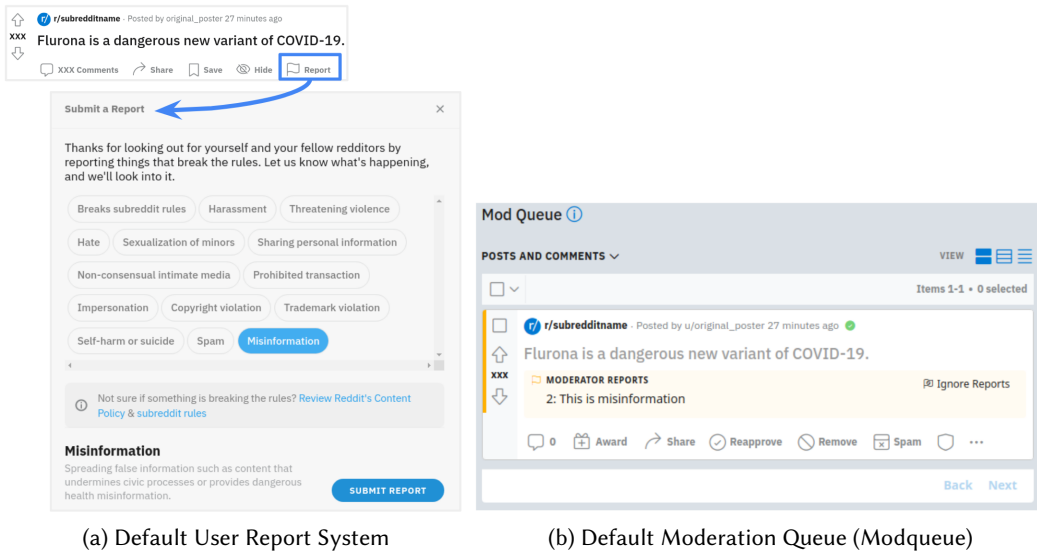 r/ r/subredditname · Posted by original_poster 27 minutes ago
xxx
Flurona is a dangerous new variant of COVID-19.
XXX Comments Share Save Hide Report
Submit a Report ×
Thanks for looking out for yourself and your fellow redditors by
reporting things that break the rules. Let us know what's happening,
and we'll look into it.
Breaks subreddit rules Harassment Threatening violence
Hate Sexualization of minors Sharing personal information
Non-consensual intimate media Prohibited transaction
Impersonation Copyright violation Trademark violation
Self-harm or suicide Spam Misinformation
Not sure if something is breaking the rules? Review Reddit's Content
Policy & subreddit rules
Misinformation
Spreading false information such as content that
undermines civic processes or provides dangerous
health misinformation.
SUBMIT REPORT
(a) Default User Report System
Mod Queue
POSTS AND COMMENTS VIEW
Items 1-1 • 0 selected
r/ r/subredditname · Posted by u/original_poster 27 minutes ago
Flurona is a dangerous new variant of COVID-19.
xxx
MODERATOR REPORTS Ignore Reports
2: This is misinformation
0 Award Share Reapprove Remove Spam ...
Back Next
(b) Default Moderation Queue (Modqueue)